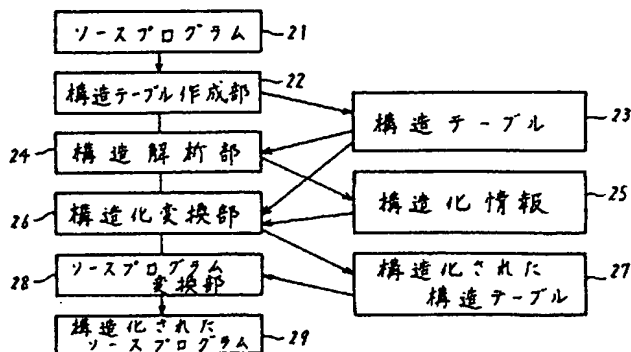 ソースプログラム 21
構造テーブル作成部 22
構造テーブル 23
24 構造解析部
構造化情報 25
26 構造化変換部
28 ソースプログラム
変換部
構造化された
構造テーブル 27
構造化された
ソースプログラム 29